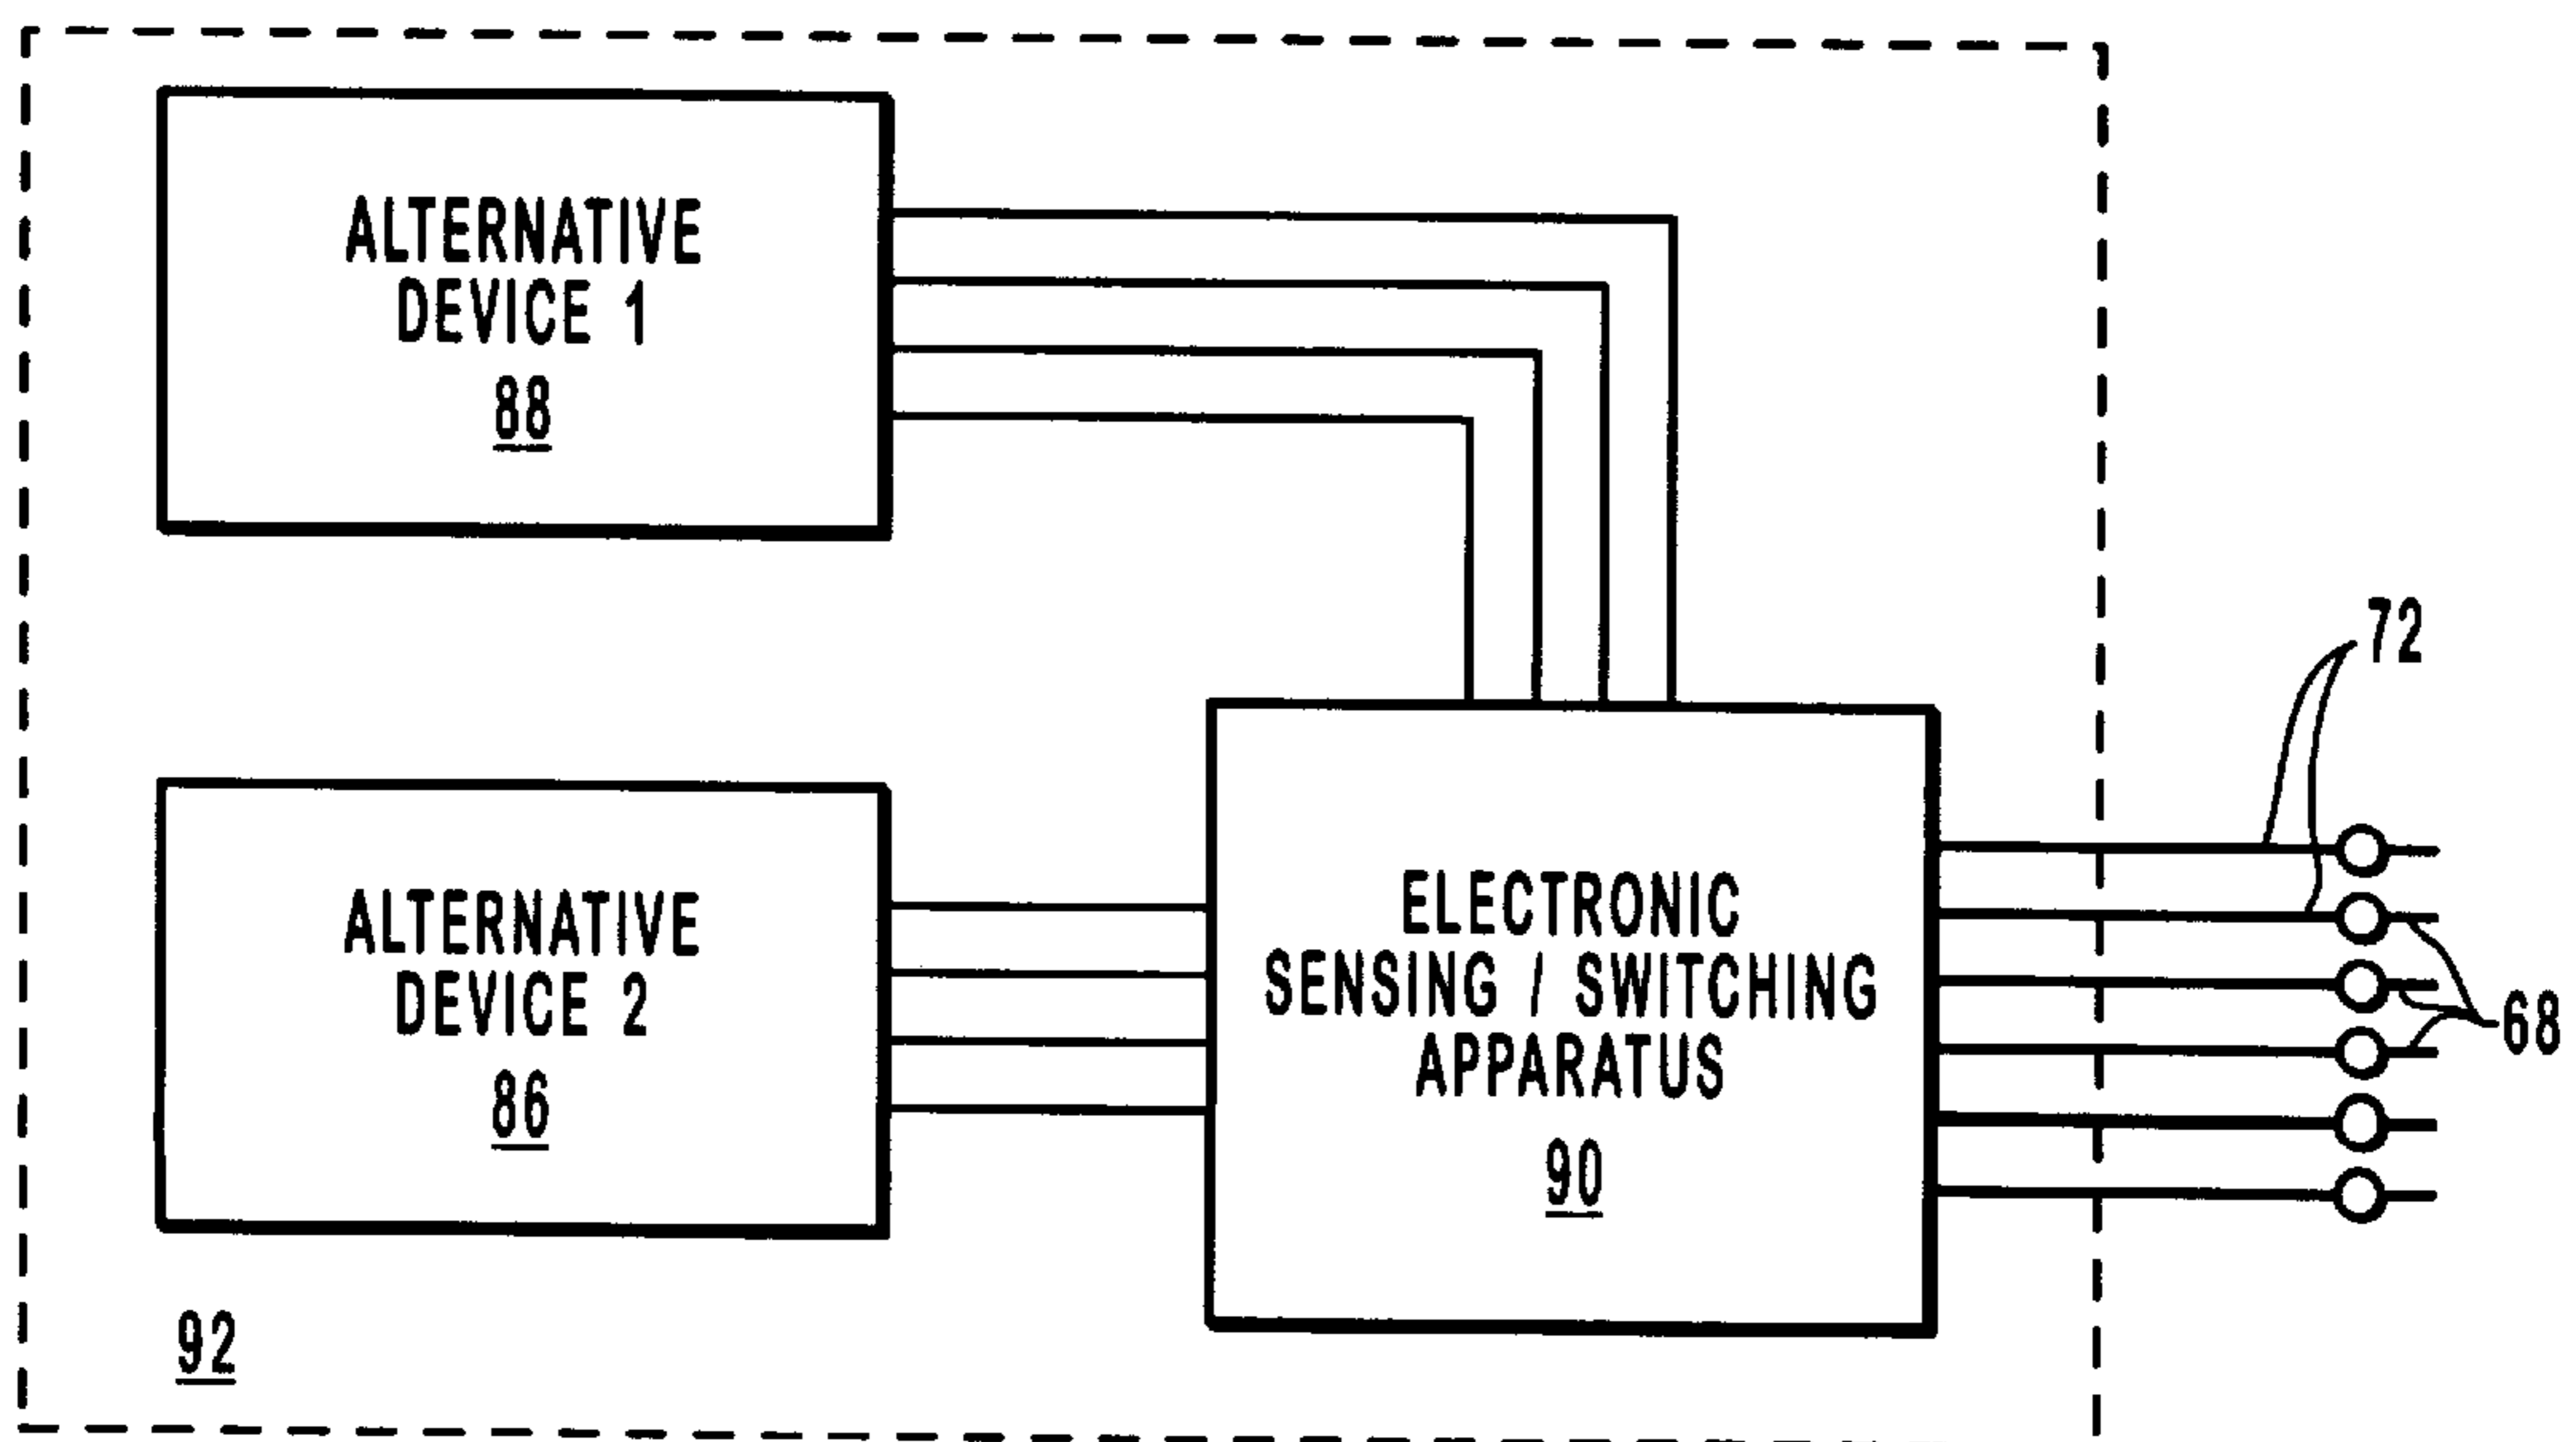 ALTERNATIVE
DEVICE 1
88
72
ALTERNATIVE
DEVICE 2
86
ELECTRONIC
SENSING / SWITCHING
APPARATUS
90
68
92